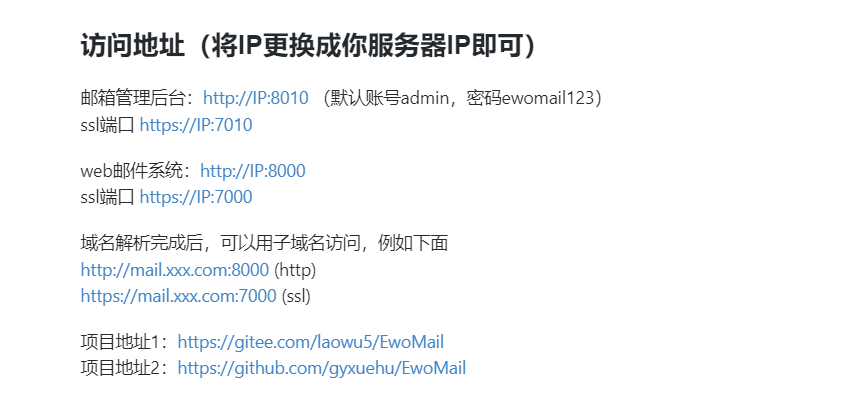 访问地址（将IP更换成你服务器IP即可）
邮箱管理后台：http://IP:8010 （默认账号admin，密码ewomail123）
ssl端口 https://IP:7010
web邮件系统：http://IP:8000
ssl端口 https://IP:7000
域名解析完成后，可以用子域名访问，例如下面
http://mail.xxx.com:8000 (http)
https://mail.xxx.com:7000 (ssl)
项目地址1：https://gitee.com/laowu5/EwoMail
项目地址2：https://github.com/gyxuehu/EwoMail